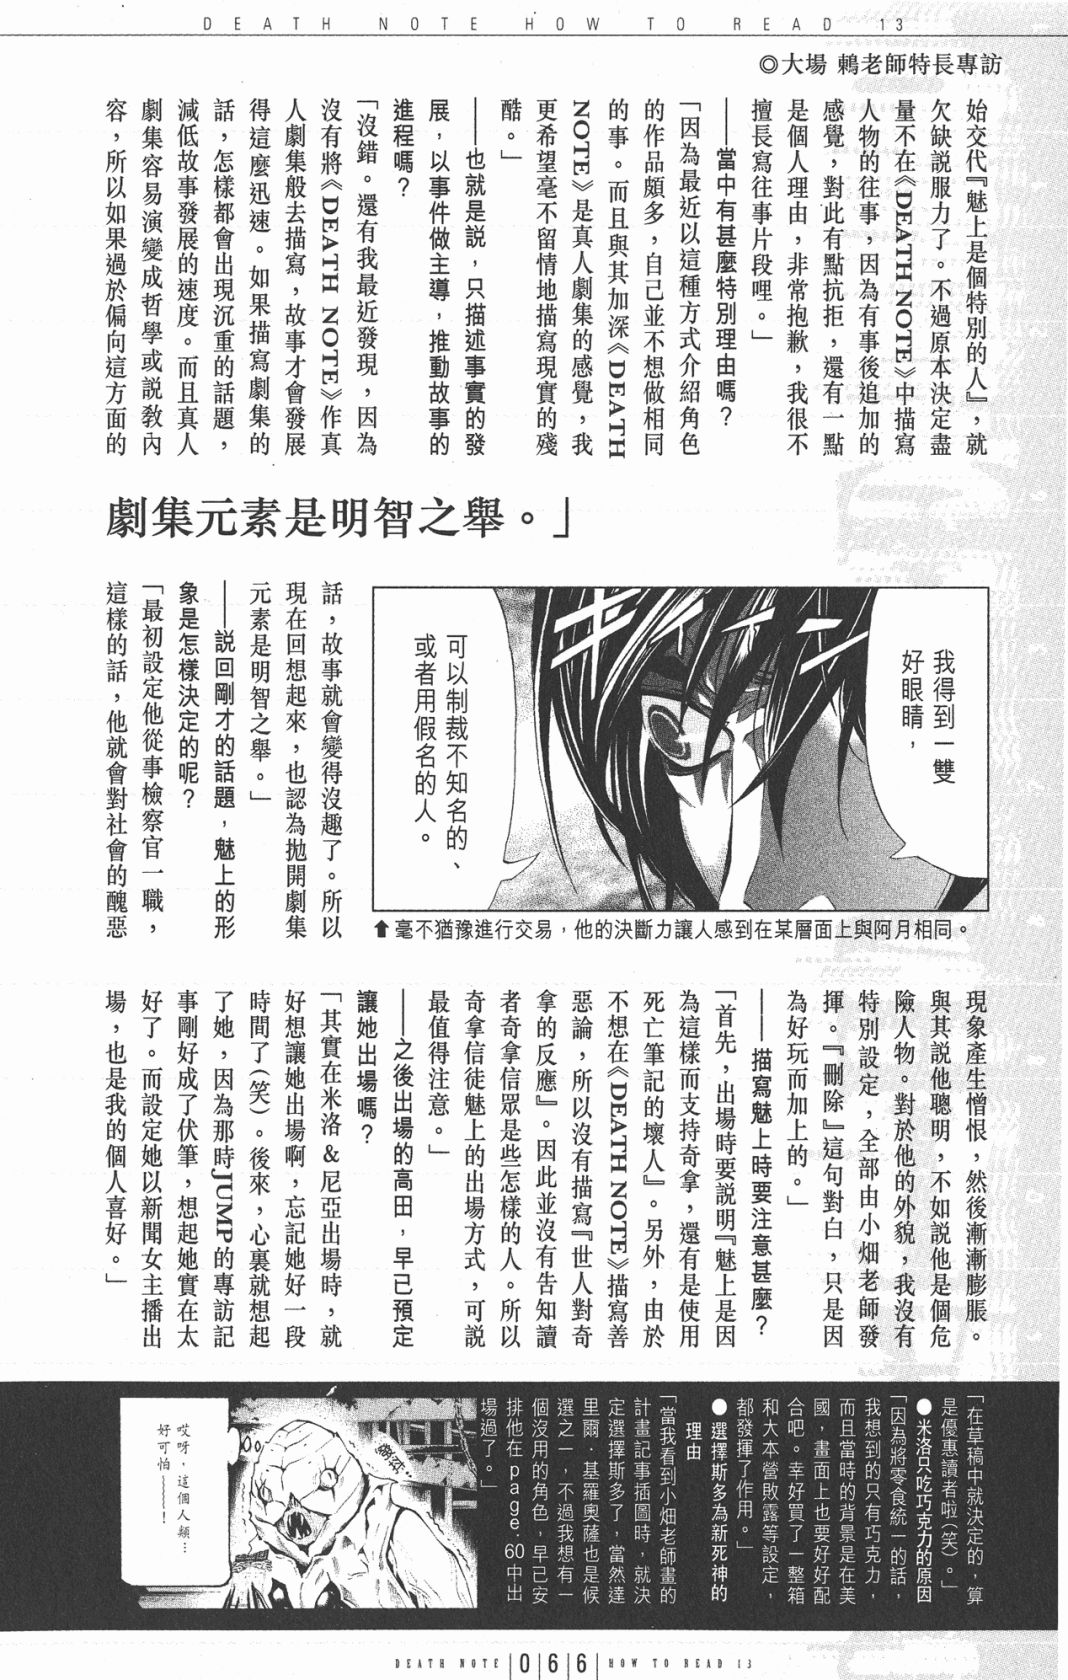 DEATH NOTE HOW TO READ 13
◎大場 鶇老師特長專訪
始交代『魅上是個特別的人』，就
欠缺說服力了。不過原本決定盡
量不在《DEATH NOTE》中描寫
人物的往事，因為有事後追加的
感覺，對此有點抗拒，還有一點
是個人理由，非常抱歉，我很不
擅長寫往事片段哩。」
——當中有甚麼特別理由嗎？
「因為最近以這種方式介紹角色
的作品頗多，自己並不想做相同
的事。而且與其加深《DEATH
NOTE》是真人劇集的感覺，我
更希望毫不留情地描寫現實的殘
酷。」
——也就是說，只描述事實的發
展，以事件做主導，推動故事的
進程嗎？
「沒錯。還有我最近發現，因為
沒有將《DEATH NOTE》作真
人劇集般去描寫，故事才會發展
得這麼迅速。如果描寫劇集的
話，怎樣都會出現沉重的話題，
減低故事發展的速度。而且真人
劇集容易演變成哲學或說教內
容，所以如果過於偏向這方面的
劇集元素是明智之舉。」
我得到一雙
好眼睛，
可以制裁不知名的、
或者用假名的人。
⬆毫不猶豫進行交易，他的決斷力讓人感到在某層面上與阿月相同。
話，故事就會變得沒趣了。所以
現在回想起來，也認為拋開劇集
元素是明智之舉。」
——說回剛才的話題，魅上的形
象是怎樣決定的呢？
「最初設定他從事檢察官一職，
這樣的話，他就會對社會的醜惡
現象產生憎恨，然後漸漸膨脹。
與其說他聰明，不如說他是個危
險人物。對於他的外貌，我沒有
特別設定，全部由小畑老師發
揮。『刪除』這句對白，只是因
為好玩而加上的。」
——描寫魅上時要注意甚麼？
「首先，出場時要說明『魅上是因
為這樣而支持奇拿，還有是使用
死亡筆記的壞人』。另外，由於
不想在《DEATH NOTE》描寫善
惡論，所以沒有描寫『世人對奇
拿的反應』。因此並沒有告知讀
者奇拿信眾是些怎樣的人。所以
奇拿信徒魅上的出場方式，可說
最值得注意。」
——之後出場的高田，早已預定
讓她出場嗎？
「其實在米洛＆尼亞出場時，就
好想讓她出場啊，忘記她好一段
時間了(笑)。後來，心裏就想起
了她，因為那時JUMP的專訪記
事剛好成了伏筆，想起她實在太
好了。而設定她以新聞女主播出
場，也是我的個人喜好。」
「在草稿中就決定的，算
是優惠讀者啦(笑)。」
●米洛只吃巧克力的原因
「因為將零食統一的話，
我想到的只有巧克力，
而且當時的背景是在美
國，畫面上也要好好配
合吧。幸好買了一整箱
和大本營敗露等設定，
都發揮了作用。」
●選擇斯多為新死神的
理由
「當我看到小畑老師畫的
計畫記事插圖時，就決
定選擇斯多了，當然達
里爾·基羅奧薩也是候
選之一，不過我想有一
個沒用的角色，早已安
排他在page.60中出
場過了。」
哎呀，這個人類…
好可怕～～～！
DEATH NOTE 066 HOW TO READ 13